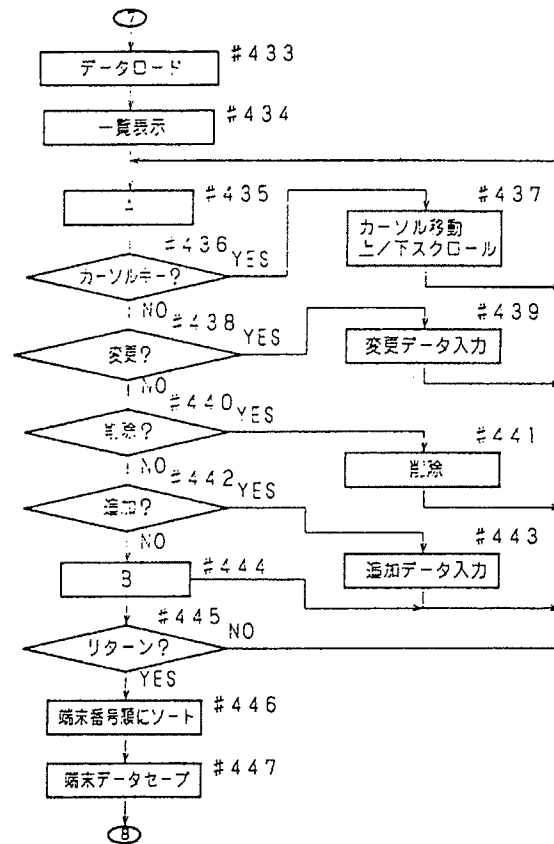 7
データロード
#433
一覧表示
#434
A
#435
カーソルキー?
#436
YES
NO
カーソル移動
上/下スクロール
#437
変更?
#438
YES
NO
変更データ入力
#439
削除?
#440
YES
NO
削除
#441
追加?
#442
YES
NO
追加データ入力
#443
B
#444
リターン?
#445
NO
YES
端末番号順にソート
#446
端末データセーブ
#447
8